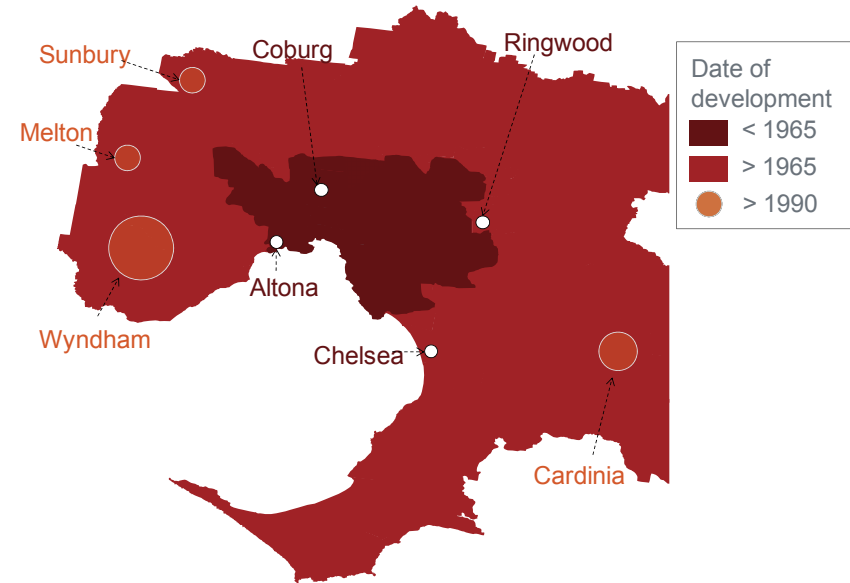 Sunbury
Coburg
Ringwood
Melton
Altona
Wyndham
Chelsea
Cardinia
Date of
development
< 1965
> 1965
> 1990